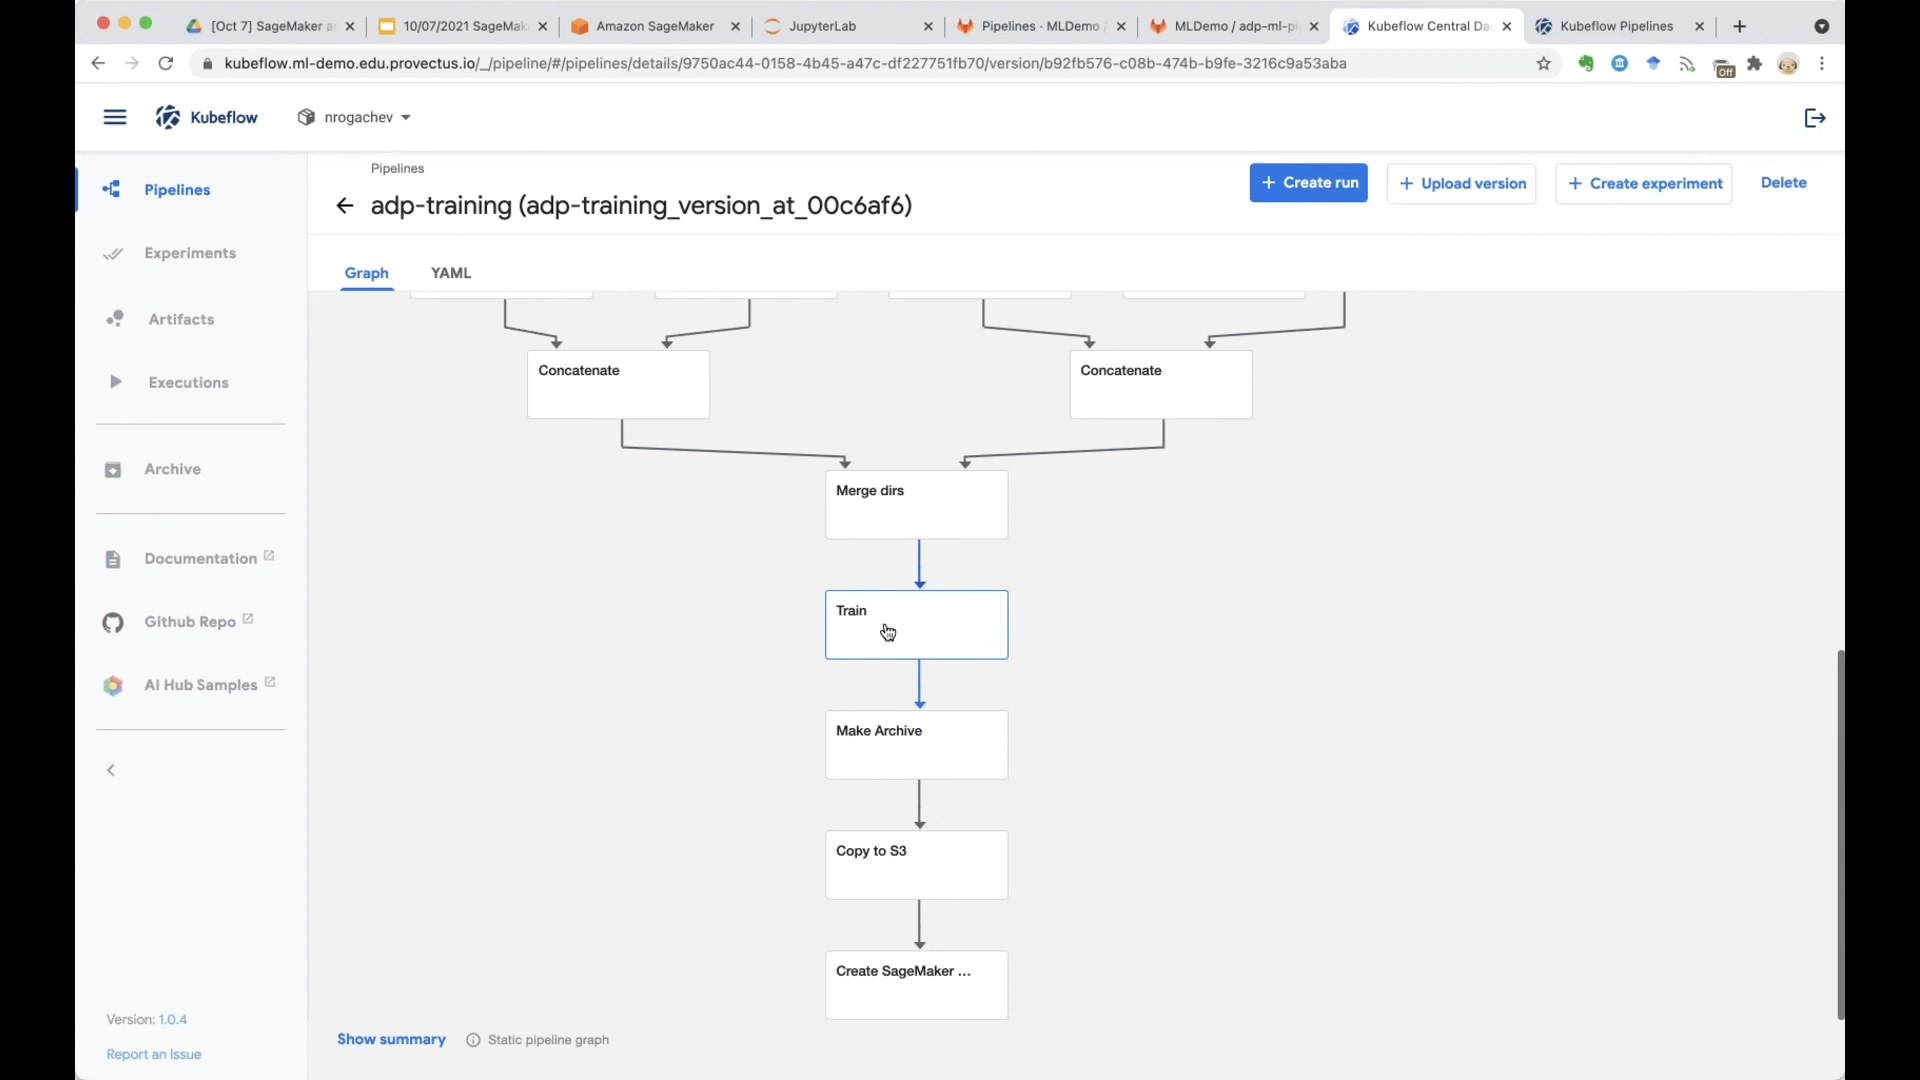 [Oct 7] SageMaker a
10/07/2021 SageMak
Amazon SageMaker
JupyterLab
Pipelines · MLDemo /
MLDemo / adp-ml-pi
Kubeflow Central Da
Kubeflow Pipelines
kubeflow.ml-demo.edu.provectus.io/_/pipeline/#/pipelines/details/9750ac44-0158-4b45-a47c-df227751fb70/version/b92fb576-c08b-474b-b9fe-3216c9a53aba
Off
Kubeflow
nrogachev
Pipelines
Experiments
Artifacts
Executions
Archive
Documentation
Github Repo
AI Hub Samples
Version: 1.0.4
Report an Issue
Pipelines
adp-training (adp-training_version_at_00c6af6)
+ Create run
+ Upload version
+ Create experiment
Delete
Graph
YAML
Concatenate
Concatenate
Merge dirs
Train
Make Archive
Copy to S3
Create SageMaker ...
Show summary
Static pipeline graph